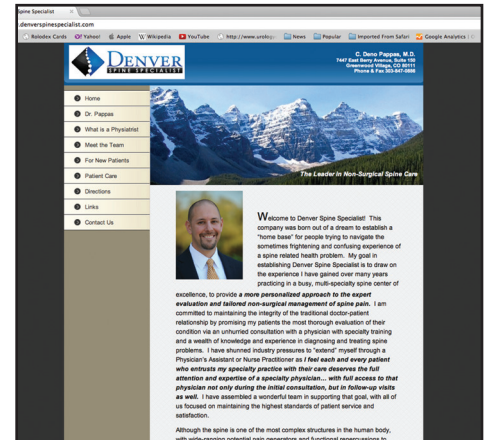 Spine Specialist
.denverspinespecialist.com
Rolodex Cards Yahoo! Apple Wikipedia YouTube http://www.urologi News Popular Imported From Safari Google Analytics
DENVER
SPINE SPECIALIST
C. Deno Pappas, M.D.
7447 East Berry Avenue, Suite 150
Greenwood Village, CO 80111
Phone & Fax
Home
Dr. Pappas
What is a Physiatrist
Meet the Team
For New Patients
Patient Care
Directions
Links
Contact Us
The Leader in Non-Surgical Spine Care
Welcome to Denver Spine Specialist! This
company was born out of a dream to establish a
"home base" for people trying to navigate the
sometimes frightening and confusing experience of
a spine related health problem. My goal in
establishing Denver Spine Specialist is to draw on
the experience I have gained over many years
practicing in a busy, multi-specialty spine center of
excellence, to provide a more personalized approach to the expert
evaluation and tailored non-surgical management of spine pain. I am
committed to maintaining the integrity of the traditional doctor-patient
relationship by promising my patients the most thorough evaluation of their
condition via an unhurried consultation with a physician with specialty training
and a wealth of knowledge and experience in diagnosing and treating spine
problems. I have shunned industry pressures to "extend" myself through a
Physician's Assistant or Nurse Practitioner as I feel each and every patient
who entrusts my specialty practice with their care deserves the full
attention and expertise of a specialty physician... with full access to that
physician not only during the initial consultation, but in follow-up visits
as well. I have assembled a wonderful team in supporting that goal, with all of
us focused on maintaining the highest standards of patient service and
satisfaction.
Although the spine is one of the most complex structures in the human body,
with wide-ranging potential pain generators and functional repercussions to